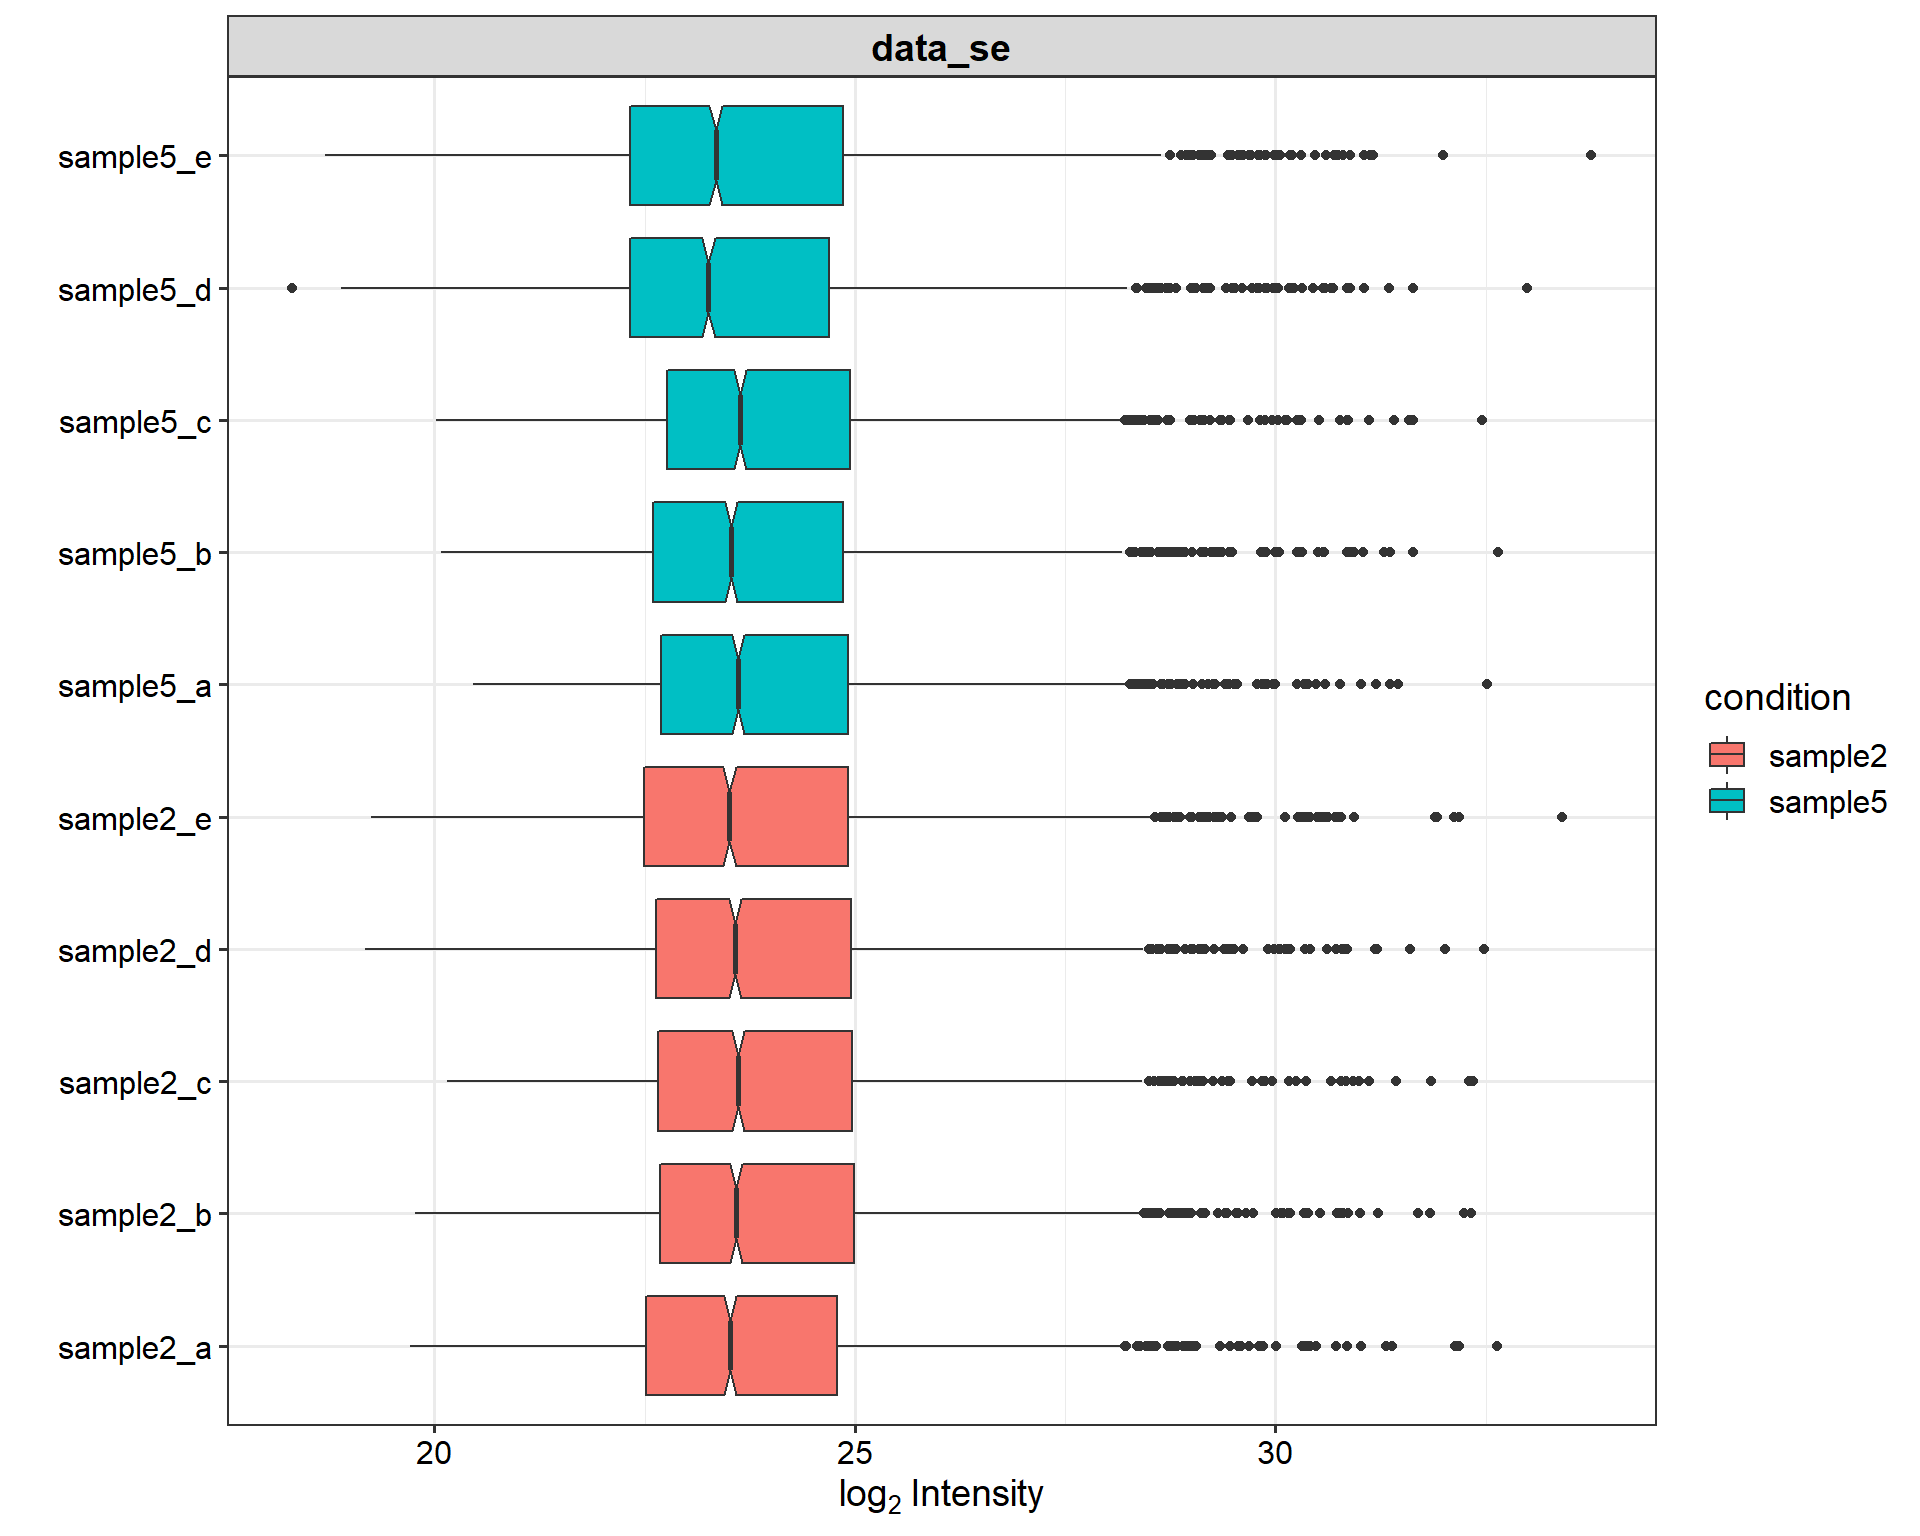 data_se
sample5_e
sample5_d
sample5_c
sample5_b
sample5_a
sample2_e
sample2_d
sample2_c
sample2_b
sample2_a
20 25 30
log₂ Intensity
condition
sample2
sample5